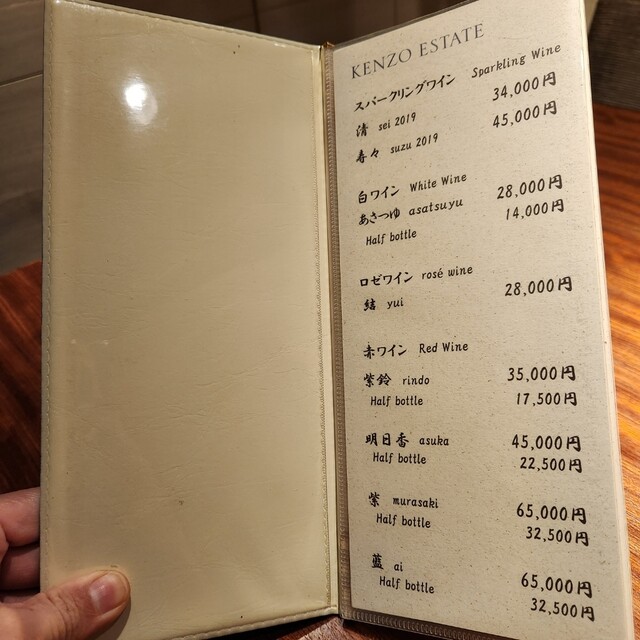 KENZO ESTATE
スパークリングワイン Sparkling Wine
清 sei 2019 34,000円
寿々 suzu 2019 45,000円
白ワイン White Wine
あさつゆ asatsuyu 28,000円
Half bottle 14,000円
ロゼワイン rosé wine
結 yui 28,000円
赤ワイン Red Wine
紫鈴 rindo 35,000円
Half bottle 17,500円
明日香 asuka 45,000円
Half bottle 22,500円
紫 murasaki 65,000円
Half bottle 32,500円
藍 ai 65,000円
Half bottle 32,500円